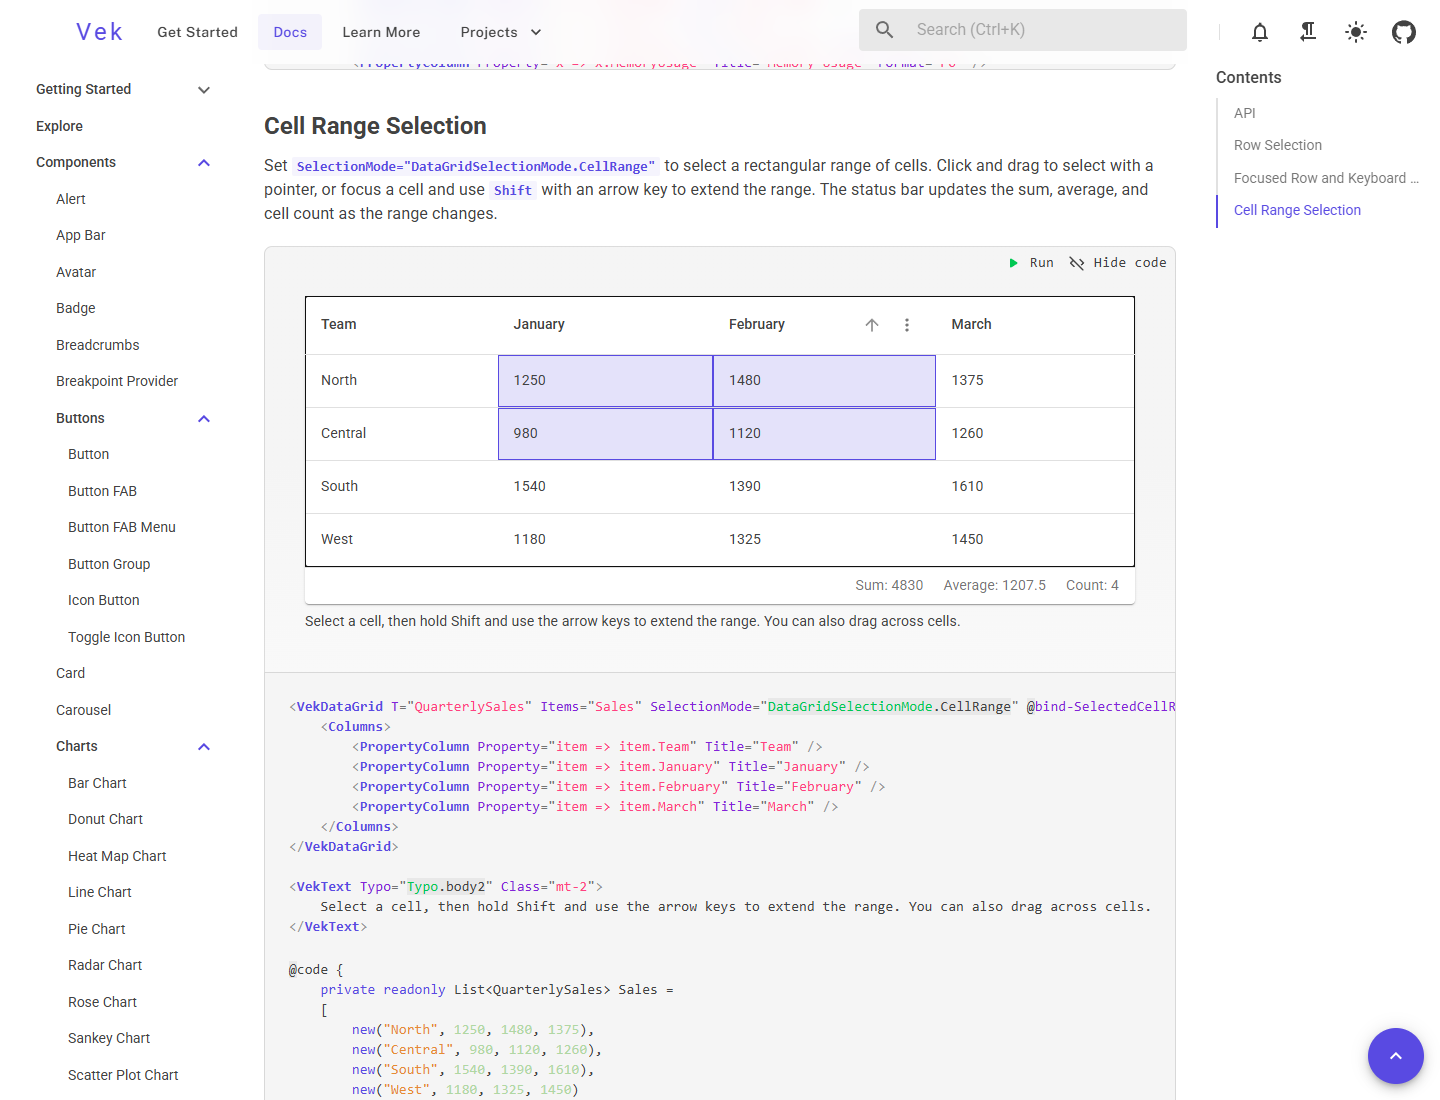 Vek
Get Started
Docs
Learn More
Projects
Search (Ctrl+K)
Getting Started
Explore
Components
Alert
App Bar
Avatar
Badge
Breadcrumbs
Breakpoint Provider
Buttons
Button
Button FAB
Button FAB Menu
Button Group
Icon Button
Toggle Icon Button
Card
Carousel
Charts
Bar Chart
Donut Chart
Heat Map Chart
Line Chart
Pie Chart
Radar Chart
Rose Chart
Sankey Chart
Scatter Plot Chart
Cell Range Selection
Set SelectionMode="DataGridSelectionMode.CellRange" to select a rectangular range of cells. Click and drag to select with a
pointer, or focus a cell and use Shift with an arrow key to extend the range. The status bar updates the sum, average, and
cell count as the range changes.
Run Hide code
Team January February March
North 1250 1480 1375
Central 980 1120 1260
South 1540 1390 1610
West 1180 1325 1450
Sum: 4830 Average: 1207.5 Count: 4
Select a cell, then hold Shift and use the arrow keys to extend the range. You can also drag across cells.
<VekDataGrid T="QuarterlySales" Items="Sales" SelectionMode="DataGridSelectionMode.CellRange" @bind-SelectedCellR
    <Columns>
        <PropertyColumn Property="item => item.Team" Title="Team" />
        <PropertyColumn Property="item => item.January" Title="January" />
        <PropertyColumn Property="item => item.February" Title="February" />
        <PropertyColumn Property="item => item.March" Title="March" />
    </Columns>
</VekDataGrid>
<VekText Typo="Typo.body2" Class="mt-2">
    Select a cell, then hold Shift and use the arrow keys to extend the range. You can also drag across cells.
</VekText>
@code {
    private readonly List<QuarterlySales> Sales =
    [
        new("North", 1250, 1480, 1375),
        new("Central", 980, 1120, 1260),
        new("South", 1540, 1390, 1610),
        new("West", 1180, 1325, 1450)
Contents
API
Row Selection
Focused Row and Keyboard …
Cell Range Selection